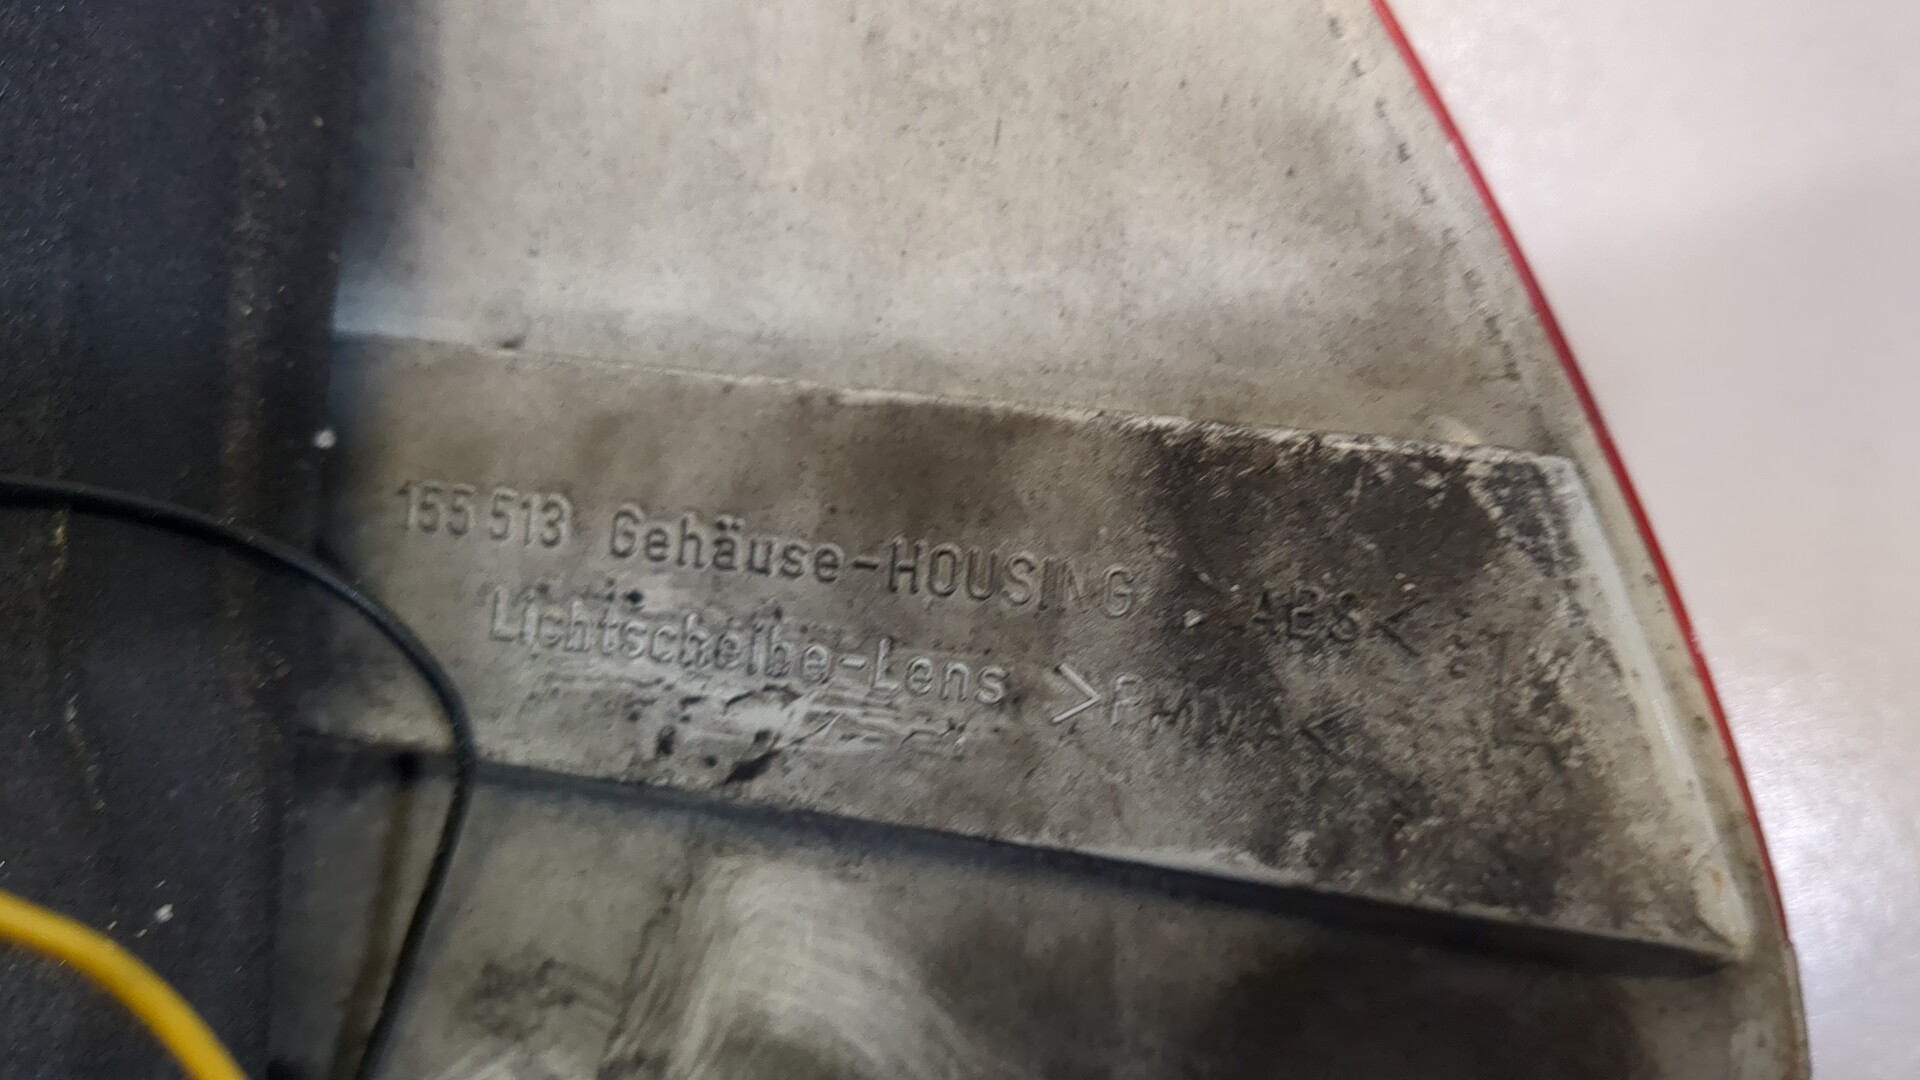 155 513 Gehäuse-HOUSING >ABS<
Lichtscheibe-Lens >PMMA<